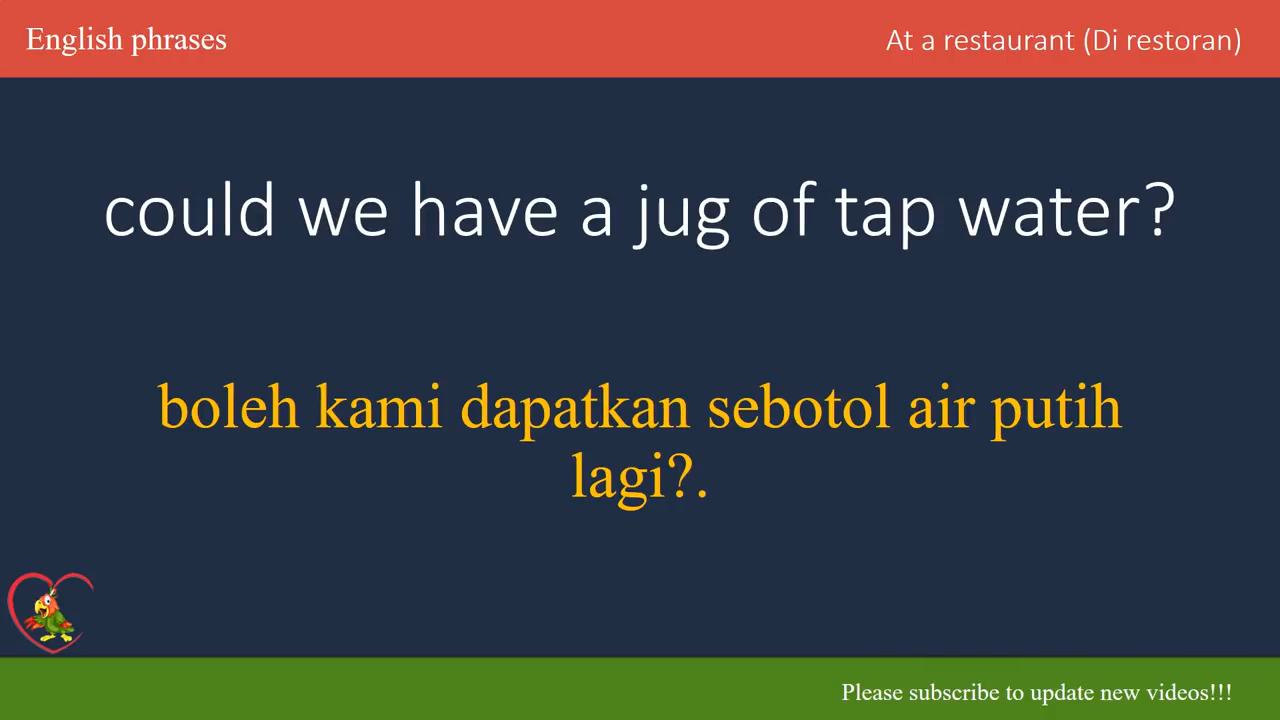 English phrases
At a restaurant (Di restoran)
could we have a jug of tap water?
boleh kami dapatkan sebotol air putih
lagi?.
Please subscribe to update new videos!!!